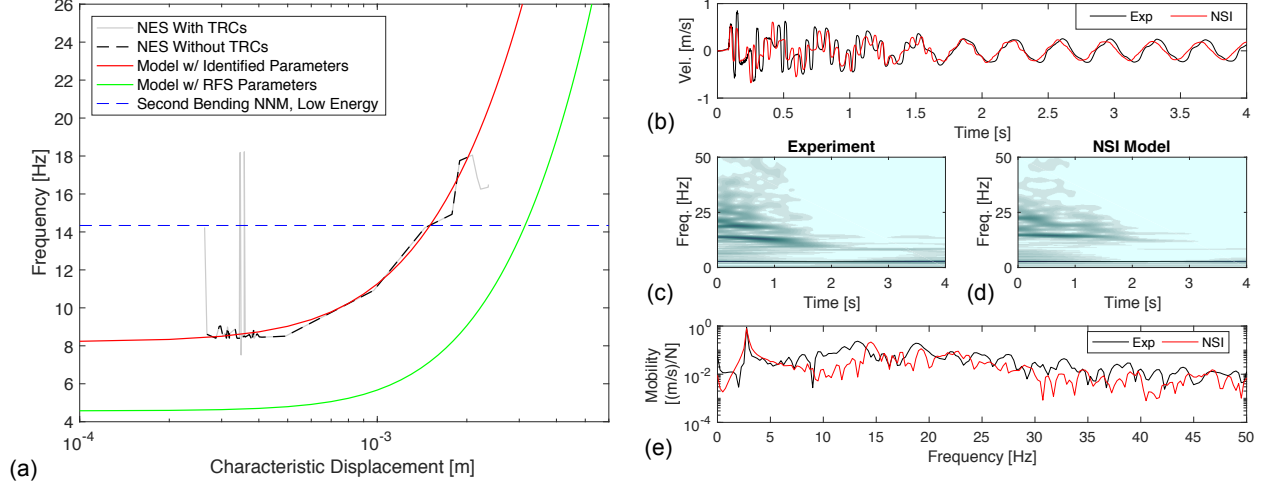 26
24
22
20
18
16
14
12
10
8
6
4
Frequency [Hz]
NES With TRCs
NES Without TRCs
Model w/ Identified Parameters
Model w/ RFS Parameters
Second Bending NNM, Low Energy
10-4
10-3
Characteristic Displacement [m]
(a)
1
0
-1
Vel. [m/s]
Exp
NSI
0
0.5
1
1.5
2
2.5
3
3.5
4
Time [s]
(b)
Experiment
50
25
0
Freq. [Hz]
0
1
2
3
4
Time [s]
(c)
NSI Model
50
25
0
Freq. [Hz]
0
1
2
3
4
Time [s]
(d)
100
10-2
10-4
Mobility
[(m/s)/N]
Exp
NSI
0
5
10
15
20
25
30
35
40
45
50
Frequency [Hz]
(e)